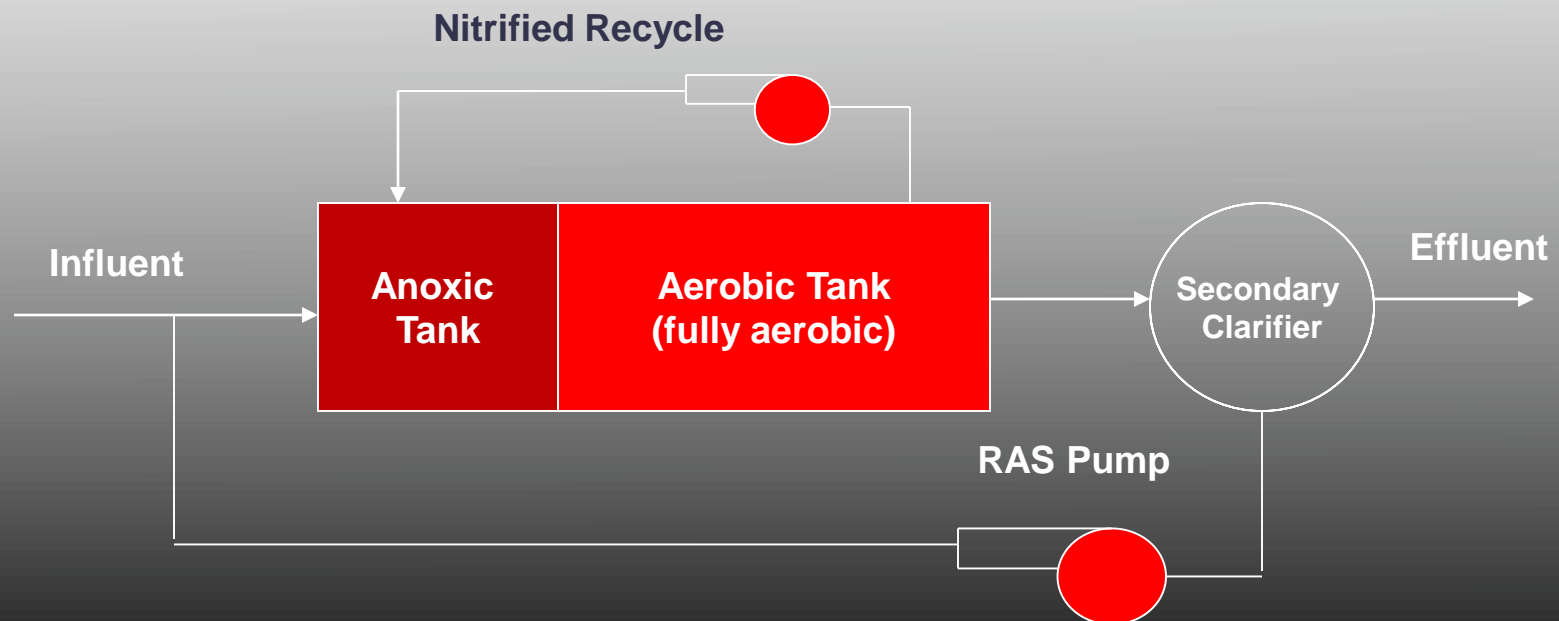 Nitrified Recycle
Influent
Anoxic
Tank
Aerobic Tank
(fully aerobic)
Secondary
Clarifier
Effluent
RAS Pump